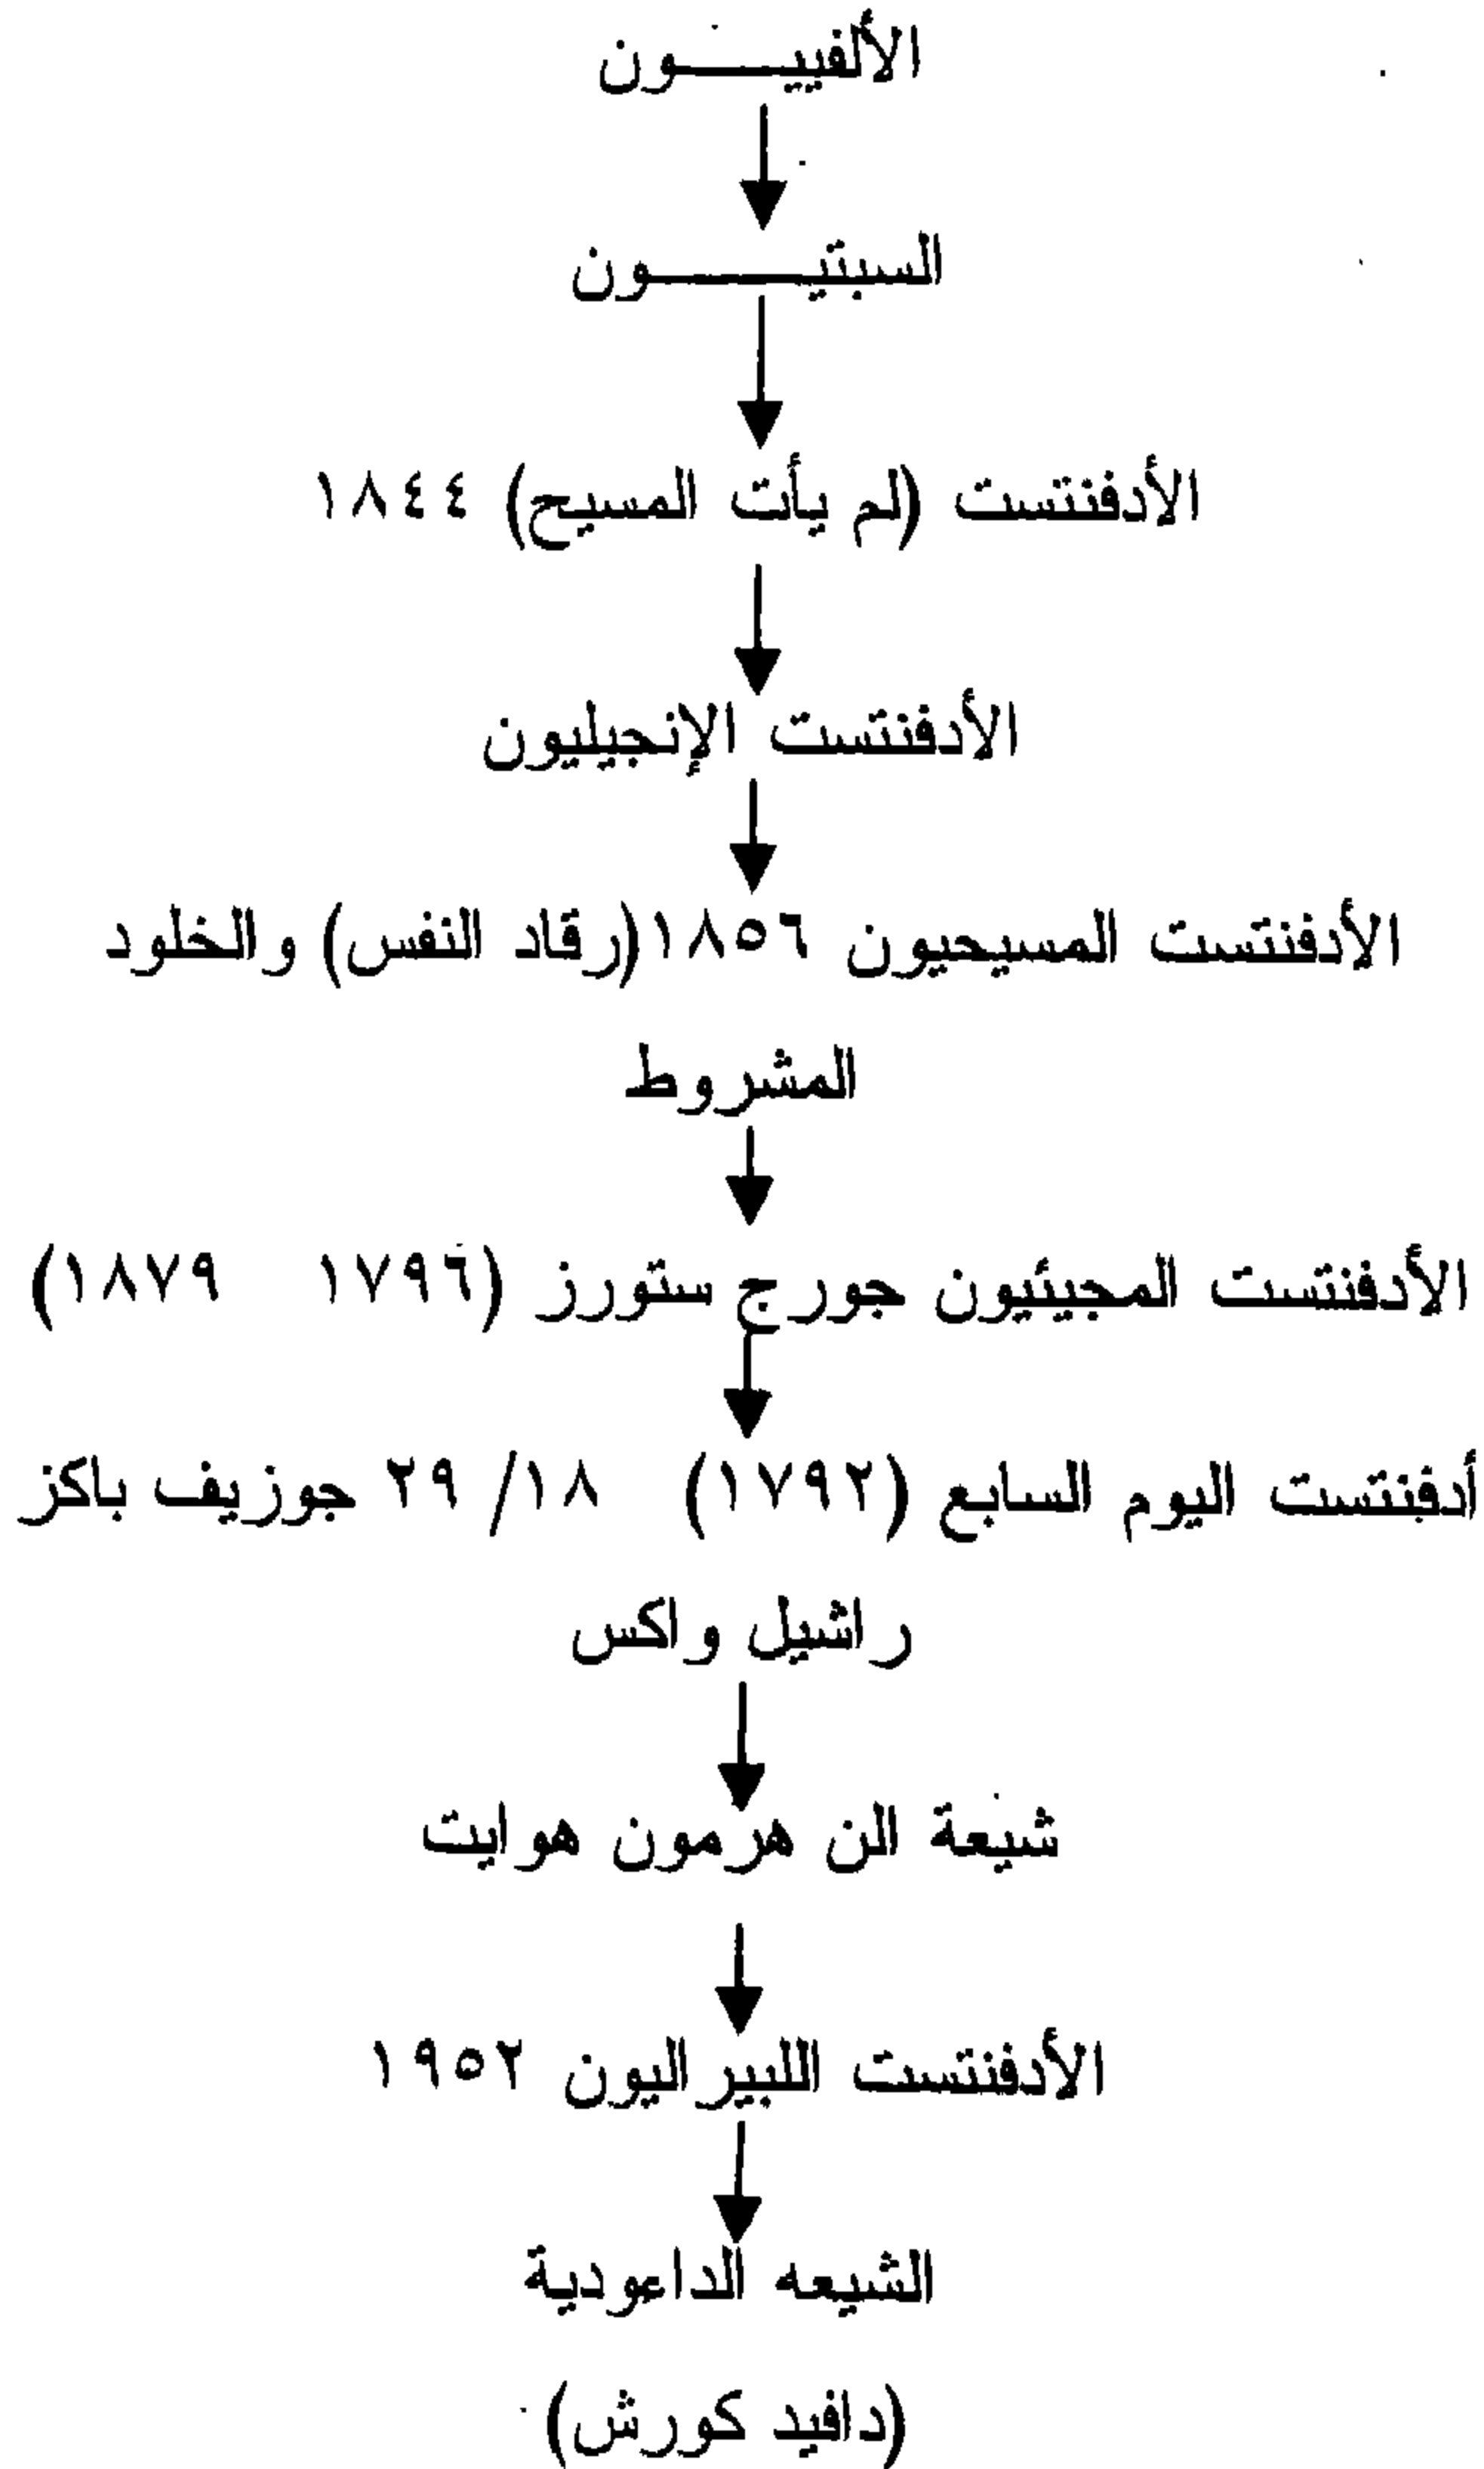 الألفييـــــون
السبتيـــــون
الأدفنتست (لم يأت المسيح) ١٨٤٤
الأدفنتست الإنجيليون
الأدفنتست المسيحيون ١٨٥٦(رقاد النفس) والخلود
المشروط
الأدفنتست المجيئيون جورج ستورز (١٧٩٦ ١٨٧٩)
أدفنتست اليوم السابع (١٧٩٢) ١٨/ ٢٩ جوزيف باكز
راشيل واكس
شيعة الن هرمون هوايت
الأدفنتست الليبراليون ١٩٥٢
الشيعه الداعودية
(دافيد كورش)